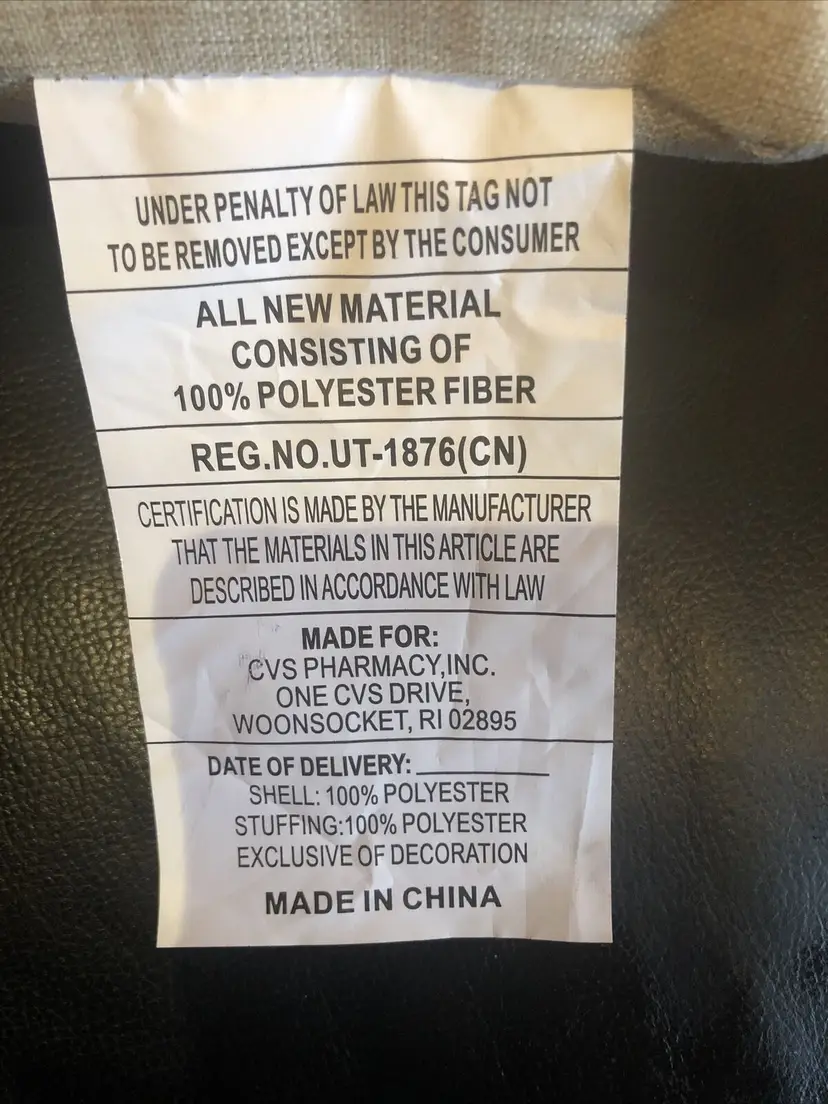 UNDER PENALTY OF LAW THIS TAG NOT
TO BE REMOVED EXCEPT BY THE CONSUMER
ALL NEW MATERIAL
CONSISTING OF
100% POLYESTER FIBER
REG.NO.UT-1876(CN)
CERTIFICATION IS MADE BY THE MANUFACTURER
THAT THE MATERIALS IN THIS ARTICLE ARE
DESCRIBED IN ACCORDANCE WITH LAW
MADE FOR:
CVS PHARMACY,INC.
ONE CVS DRIVE,
WOONSOCKET, RI 02895
DATE OF DELIVERY:__________
SHELL: 100% POLYESTER
STUFFING:100% POLYESTER
EXCLUSIVE OF DECORATION
MADE IN CHINA